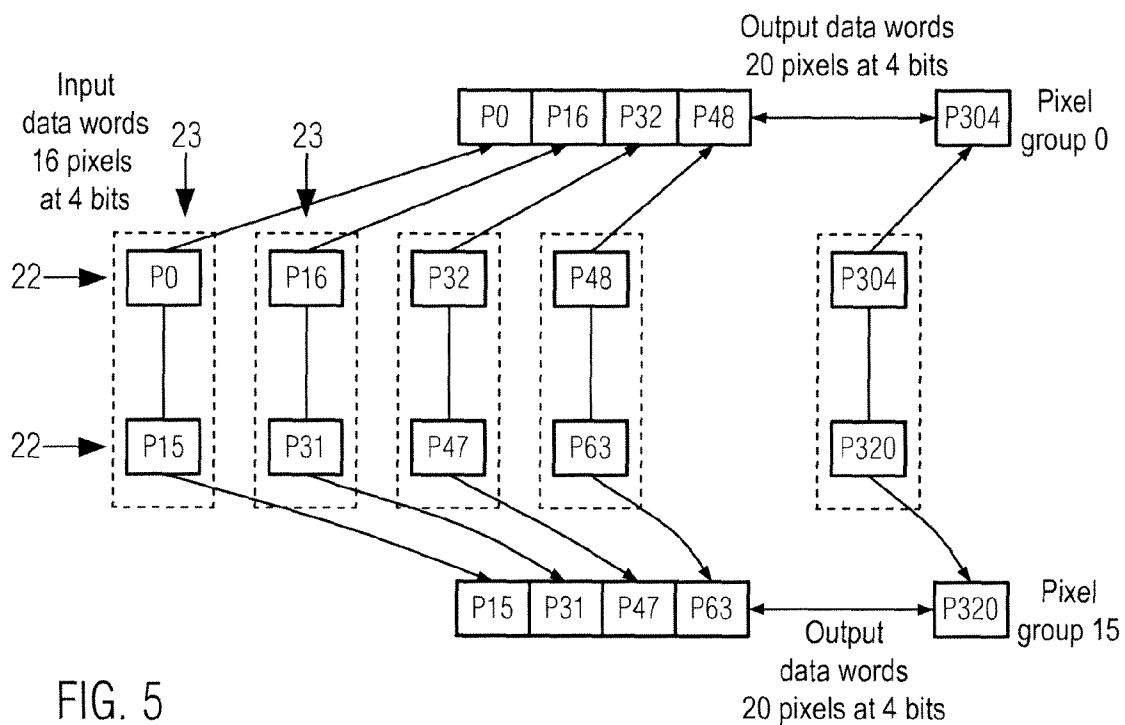 Output data words
20 pixels at 4 bits
Input
data words
16 pixels
at 4 bits
23
23
P0 P16 P32 P48
P304
Pixel
group 0
22
P0 P16 P32 P48 P304
22
P15 P31 P47 P63 P320
P15 P31 P47 P63
P320
Pixel
group 15
Output
data words
20 pixels at 4 bits
FIG. 5